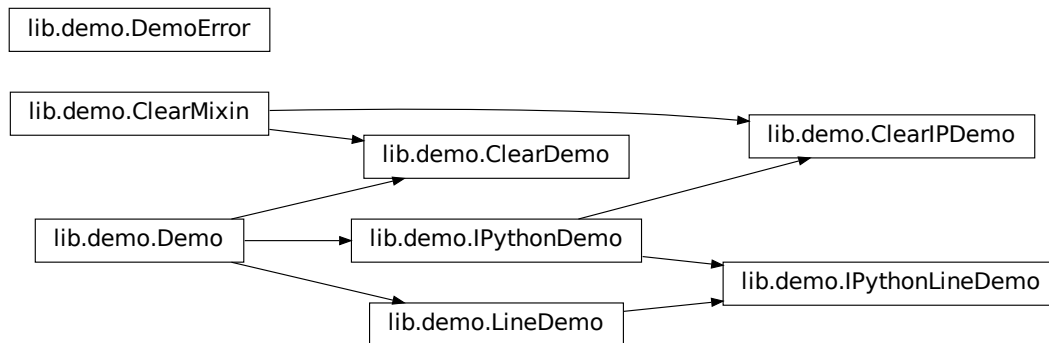 lib.demo.DemoError
lib.demo.ClearMixin
lib.demo.ClearIPDemo
lib.demo.ClearDemo
lib.demo.Demo
lib.demo.IPythonDemo
lib.demo.IPythonLineDemo
lib.demo.LineDemo